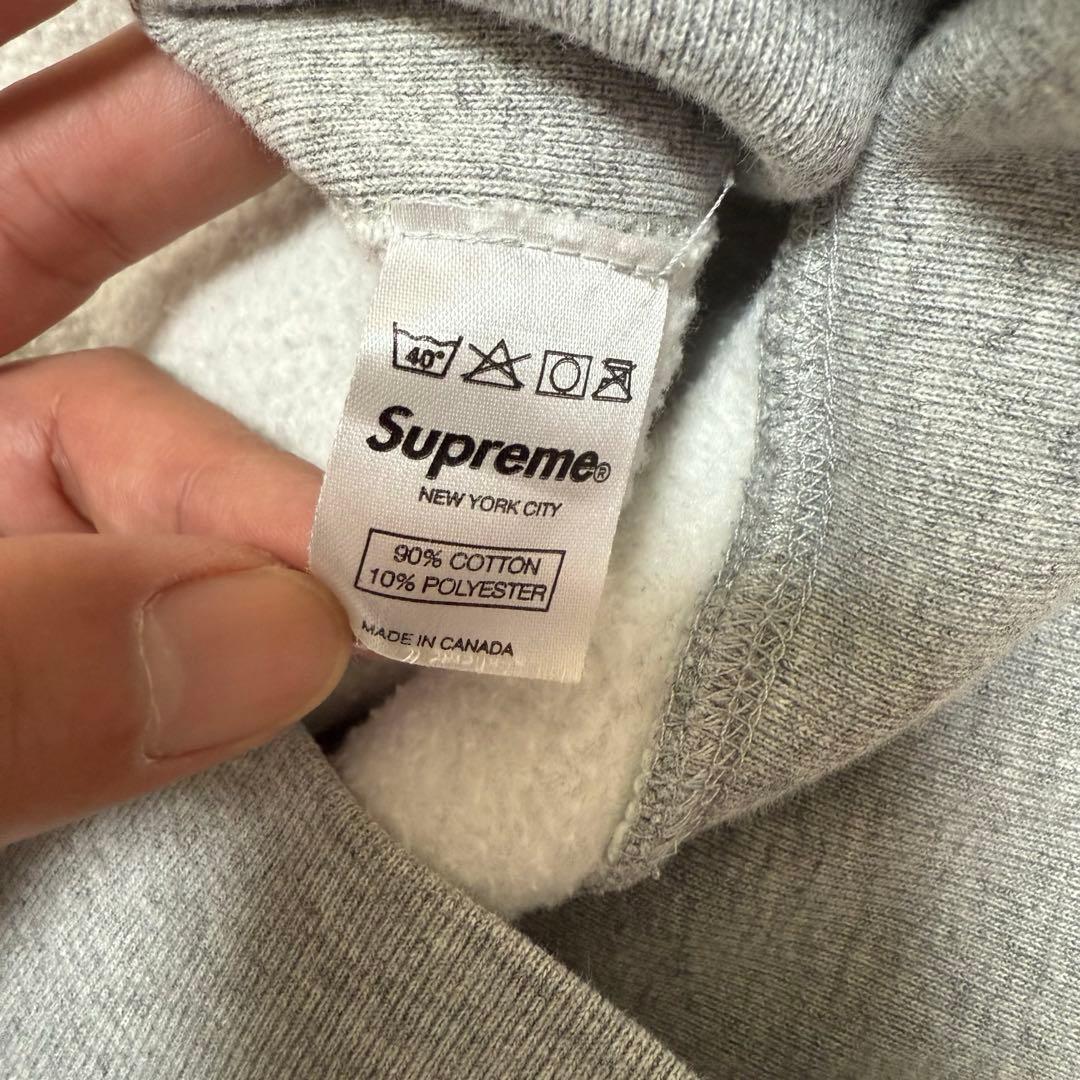 40°
Supreme®
NEW YORK CITY
90% COTTON
10% POLYESTER
MADE IN CANADA